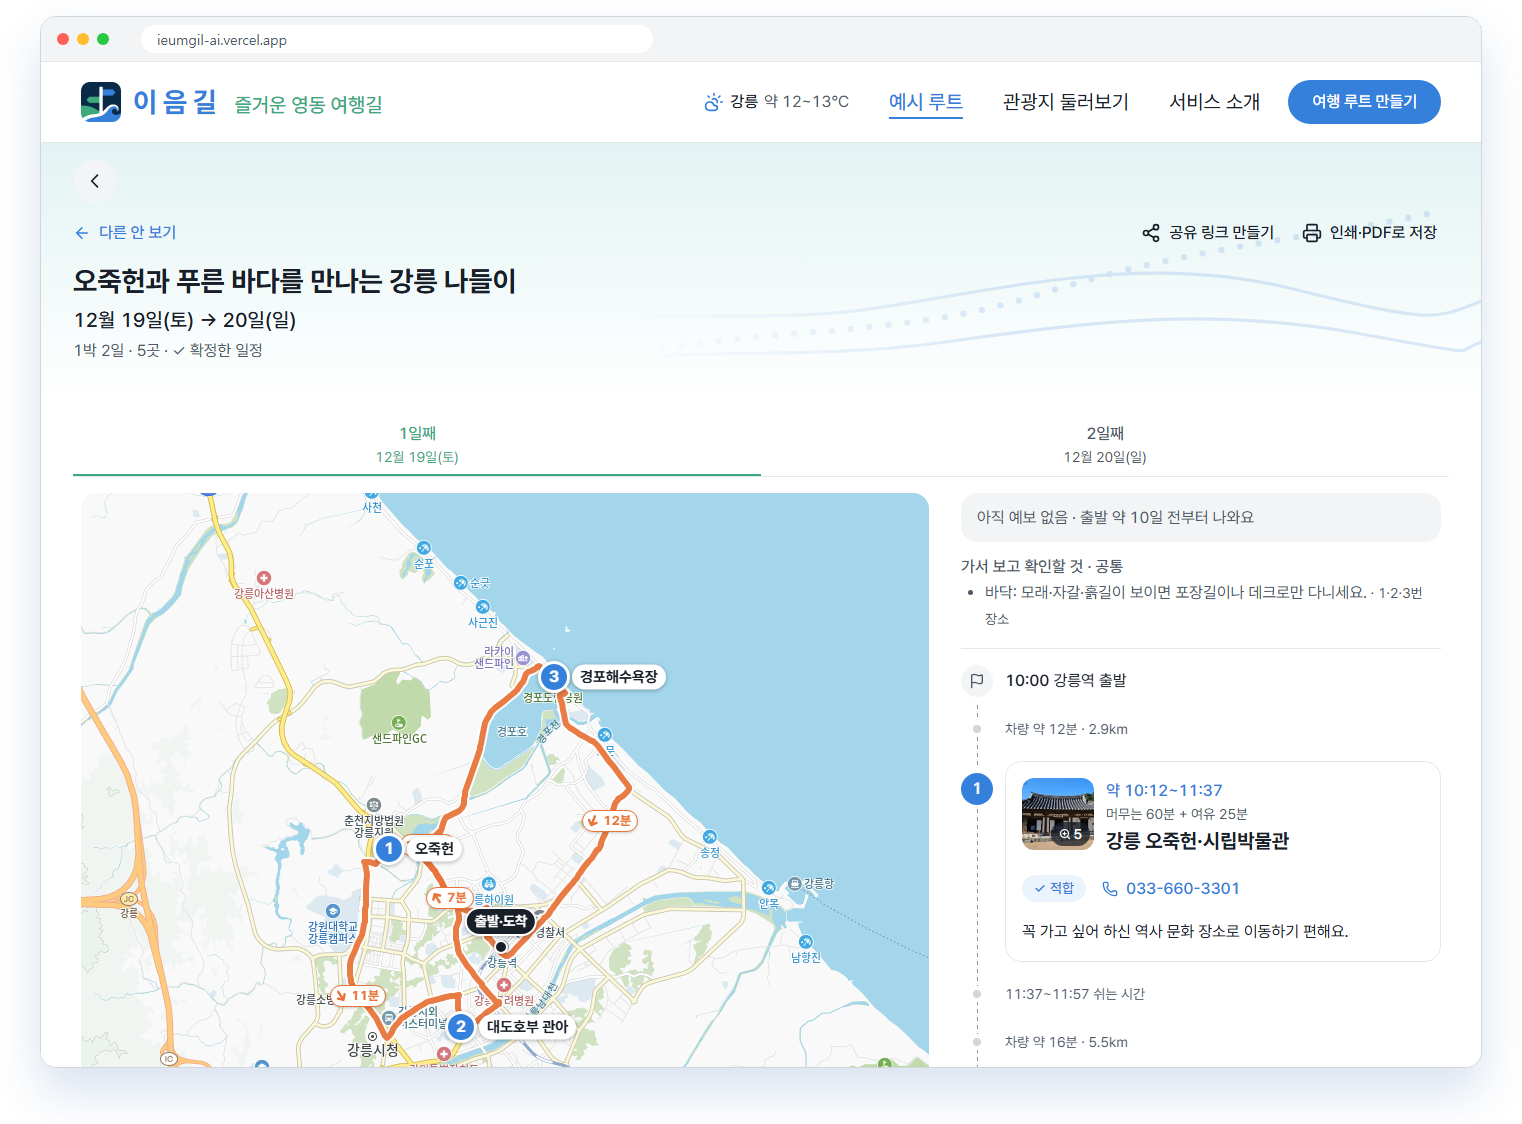 ieumgil-ai.vercel.app
이음길 즐거운 영동 여행길
강릉 약 12~13°C
예시 루트
관광지 둘러보기
서비스 소개
여행 루트 만들기
다른 안 보기
공유 링크 만들기
인쇄·PDF로 저장
오죽헌과 푸른 바다를 만나는 강릉 나들이
12월 19일(토) → 20일(일)
1박 2일 · 5곳 · ✓ 확정한 일정
1일째
12월 19일(토)
2일째
12월 20일(일)
사천
순포
순긋
강릉아산병원
사근진
라카이
샌드파인
3 경포해수욕장
경포호
경포천
샌드파인GC
춘천지방법원
강릉지원
12분
송정
1 오죽헌
강릉항
안목
7분
JC
강릉
출발·도착
경찰서
강원대학교
강릉캠퍼스
강릉역
남항진
11분
2 대도호부 관아
강릉시청
IC
아직 예보 없음 · 출발 약 10일 전부터 나와요
가서 보고 확인할 것 · 공통
• 바닥: 모래·자갈·흙길이 보이면 포장길이나 데크로만 다니세요. · 1·2·3번
장소
10:00 강릉역 출발
차량 약 12분 · 2.9km
1
약 10:12~11:37
머무는 60분 + 여유 25분
강릉 오죽헌·시립박물관
5
✓ 적합
033-660-3301
꼭 가고 싶어 하신 역사 문화 장소로 이동하기 편해요.
11:37~11:57 쉬는 시간
차량 약 16분 · 5.5km